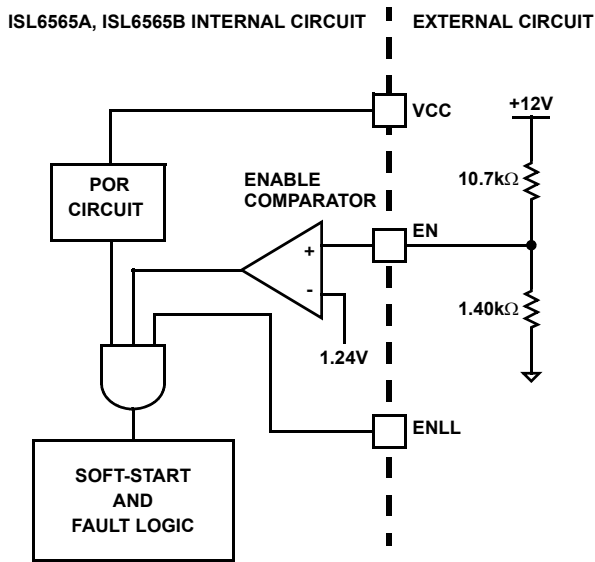 ISL6565A, ISL6565B INTERNAL CIRCUIT
EXTERNAL CIRCUIT
VCC
+12V
POR
CIRCUIT
ENABLE
COMPARATOR
10.7kΩ
EN
+
-
1.24V
1.40kΩ
ENLL
SOFT-START
AND
FAULT LOGIC